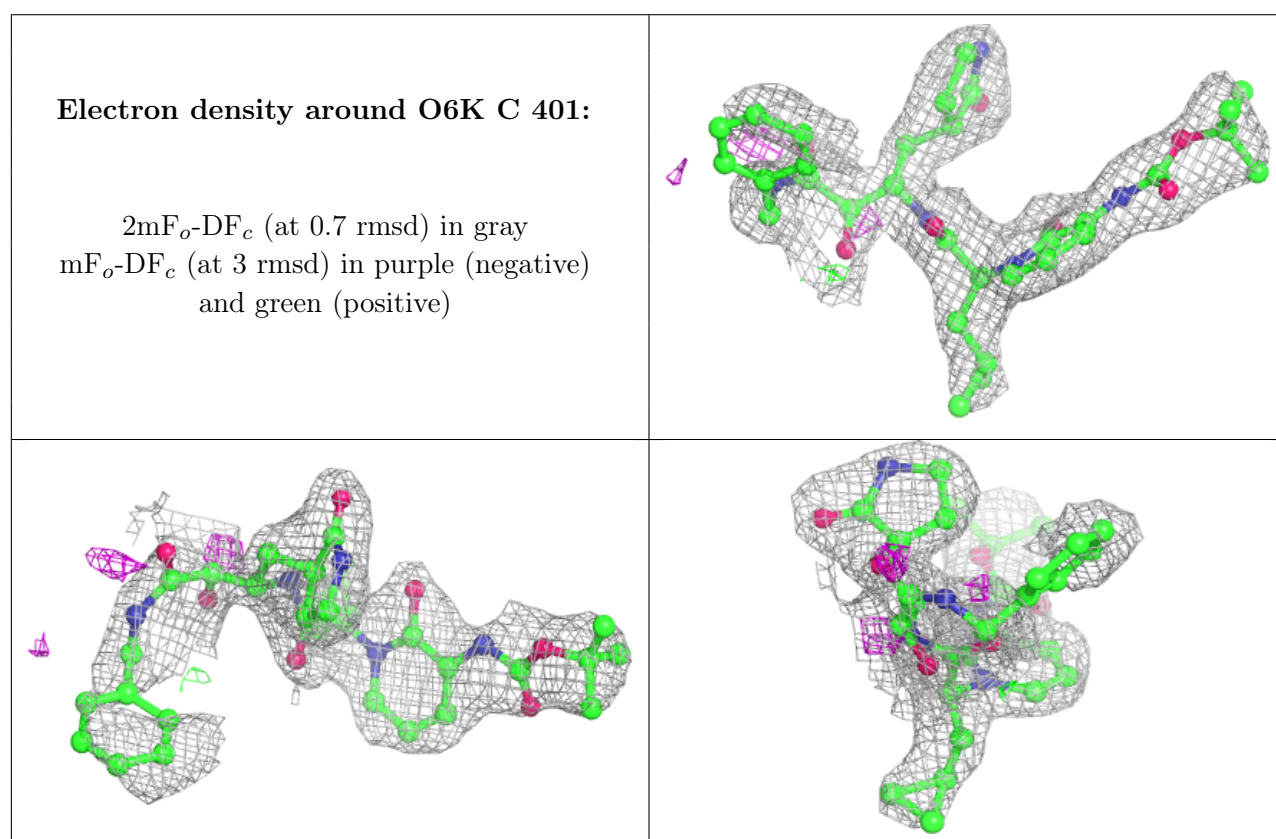 Electron density around O6K C 401:
2mFo-DFc (at 0.7 rmsd) in gray
mFo-DFc (at 3 rmsd) in purple (negative)
and green (positive)